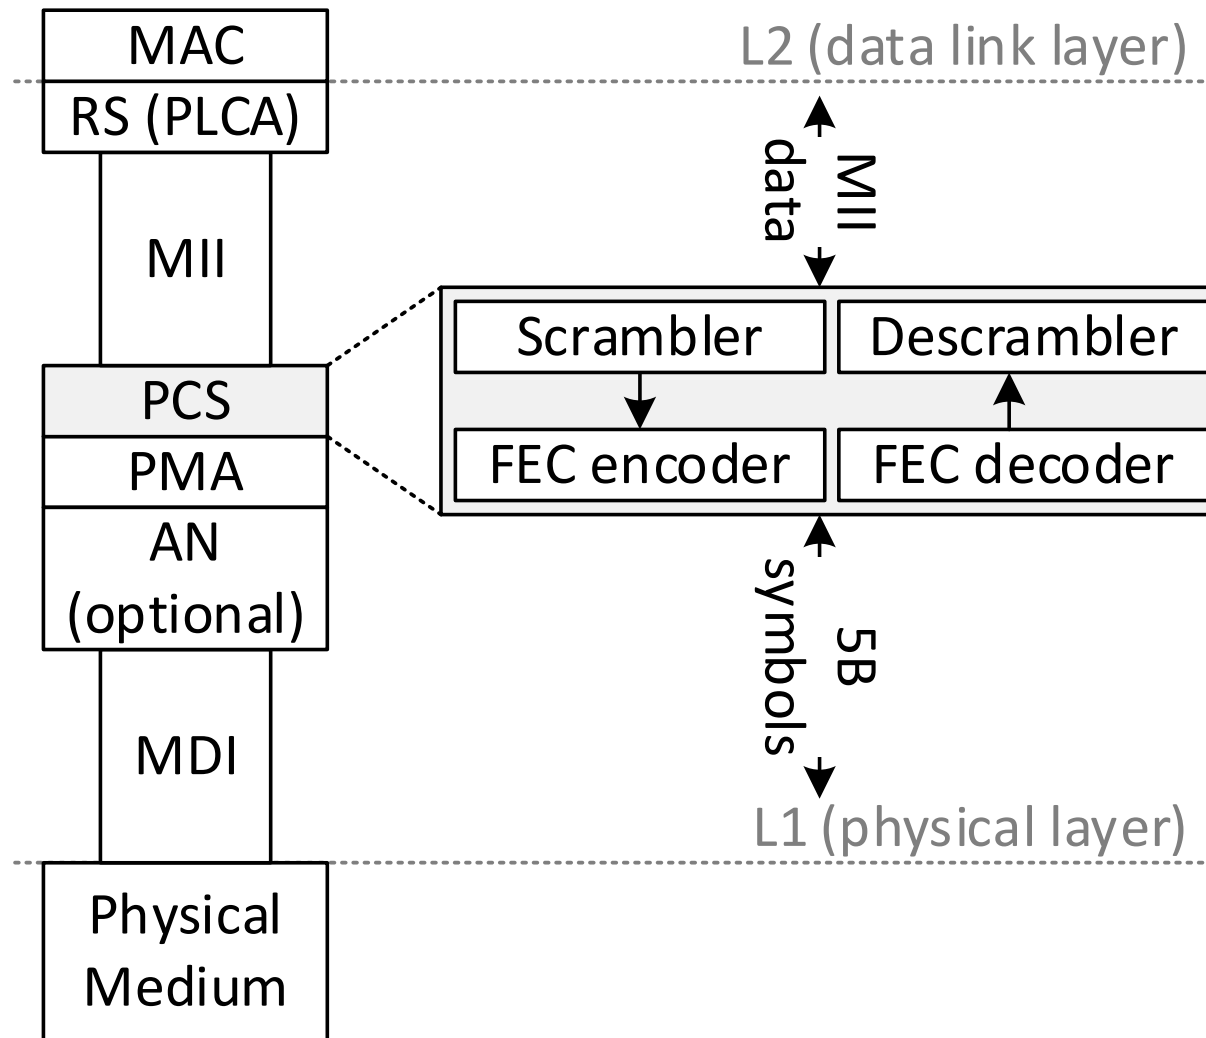 MAC
RS (PLCA)
MII
PCS
PMA
AN
(optional)
MDI
Physical
Medium
L2 (data link layer)
MII
data
Scrambler
Descrambler
FEC encoder
FEC decoder
5B
symbols
L1 (physical layer)